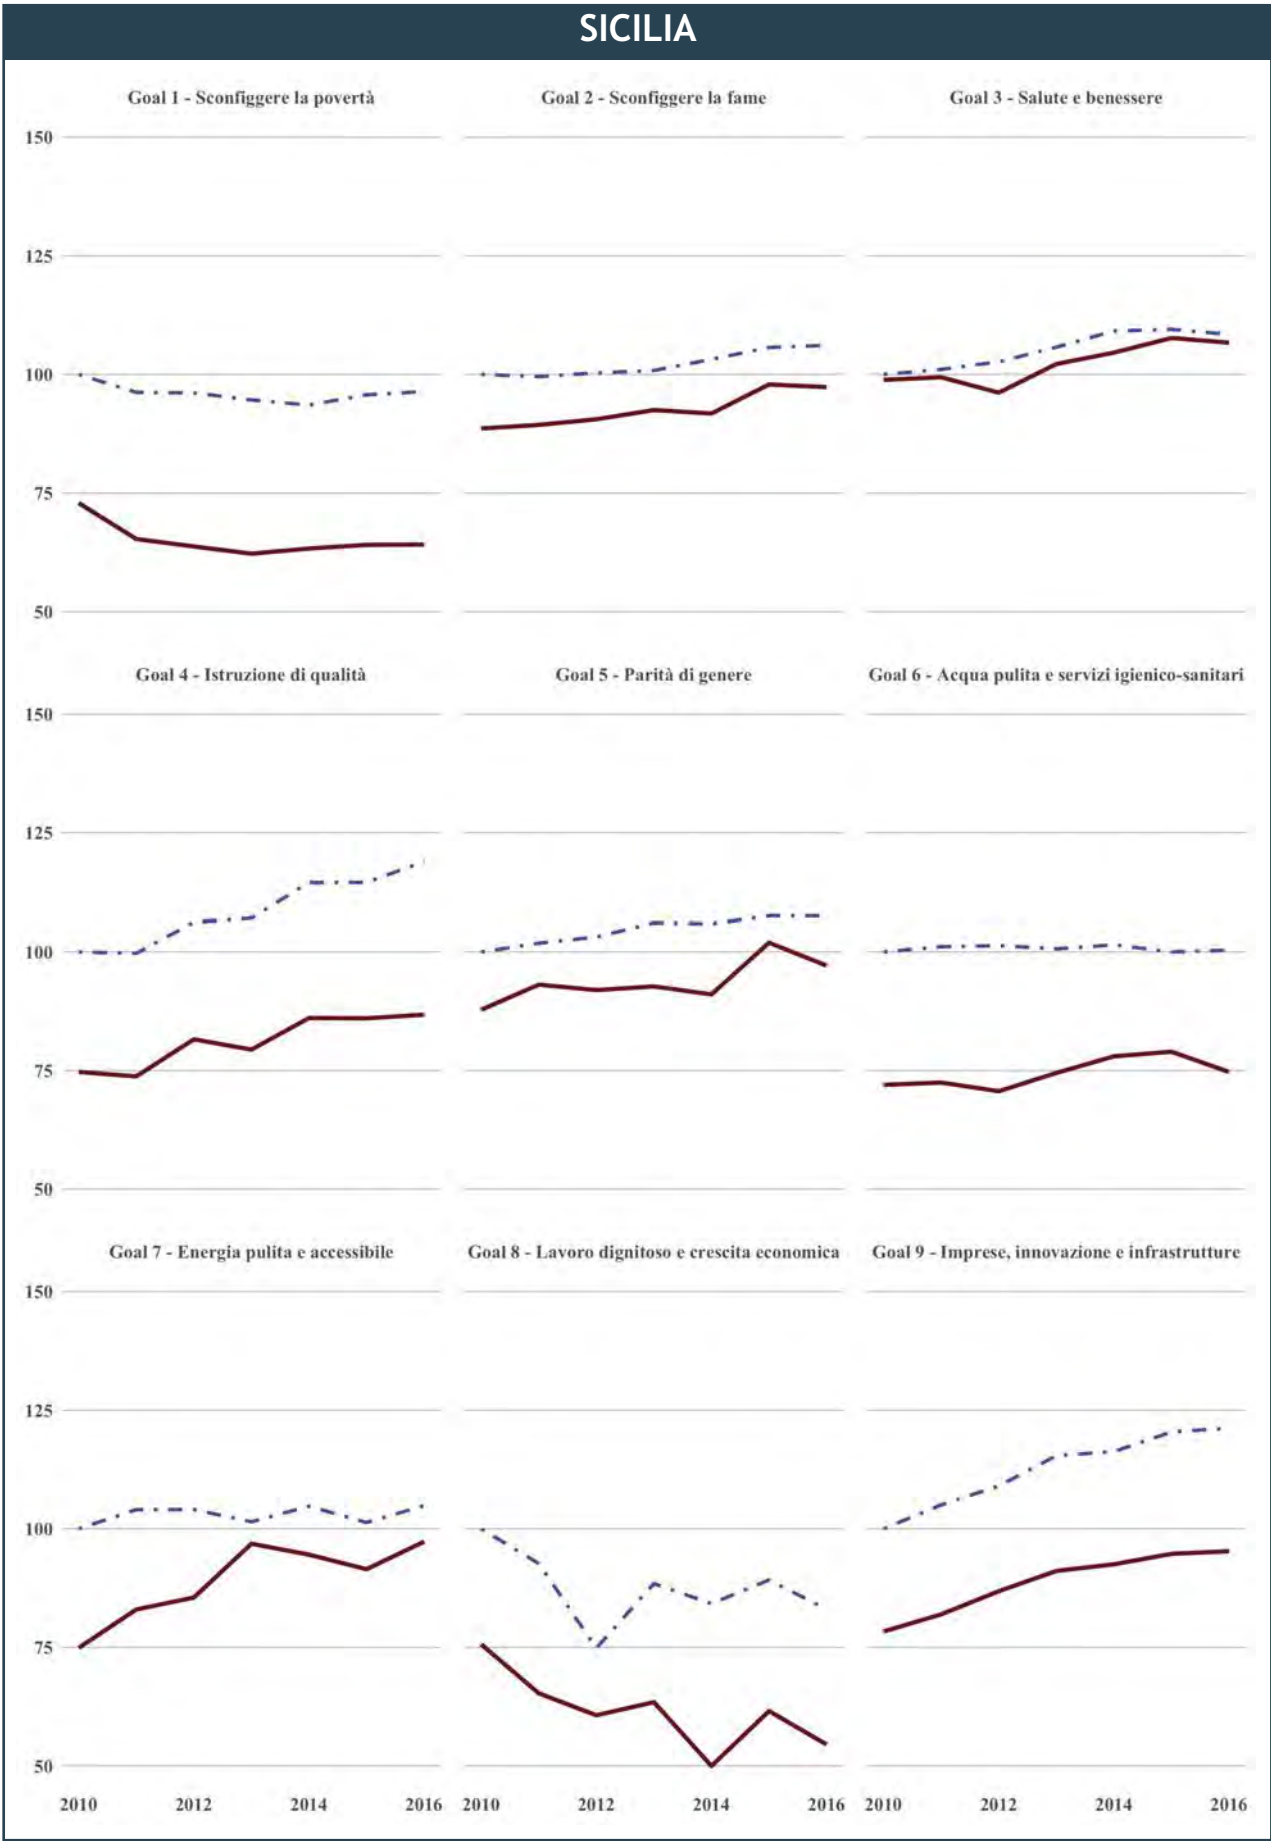 SICILIA
Goal 1 - Sconfiggere la povertà
Goal 2 - Sconfiggere la fame
Goal 3 - Salute e benessere
150
125
100
75
50
Goal 4 - Istruzione di qualità
Goal 5 - Parità di genere
Goal 6 - Acqua pulita e servizi igienico-sanitari
150
125
100
75
50
Goal 7 - Energia pulita e accessibile
Goal 8 - Lavoro dignitoso e crescita economica
Goal 9 - Imprese, innovazione e infrastrutture
150
125
100
75
50
2010 2012 2014 2016
2010 2012 2014 2016
2010 2012 2014 2016